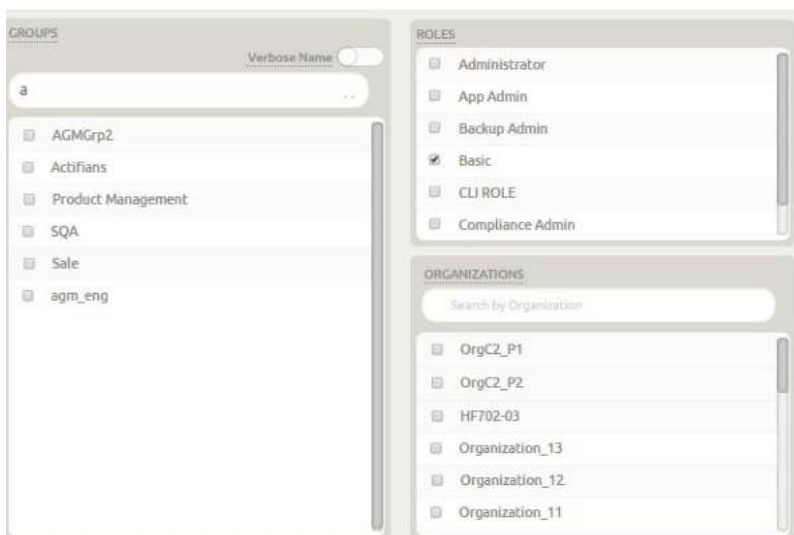 GROUPS
Verbose Name
a
AGMGrp2
Actifians
Product Management
SQA
Sale
agm_eng
ROLES
Administrator
App Admin
Backup Admin
Basic
CLI ROLE
Compliance Admin
ORGANIZATIONS
Search by Organization
OrgC2_P1
OrgC2_P2
HF702-03
Organization_13
Organization_12
Organization_11